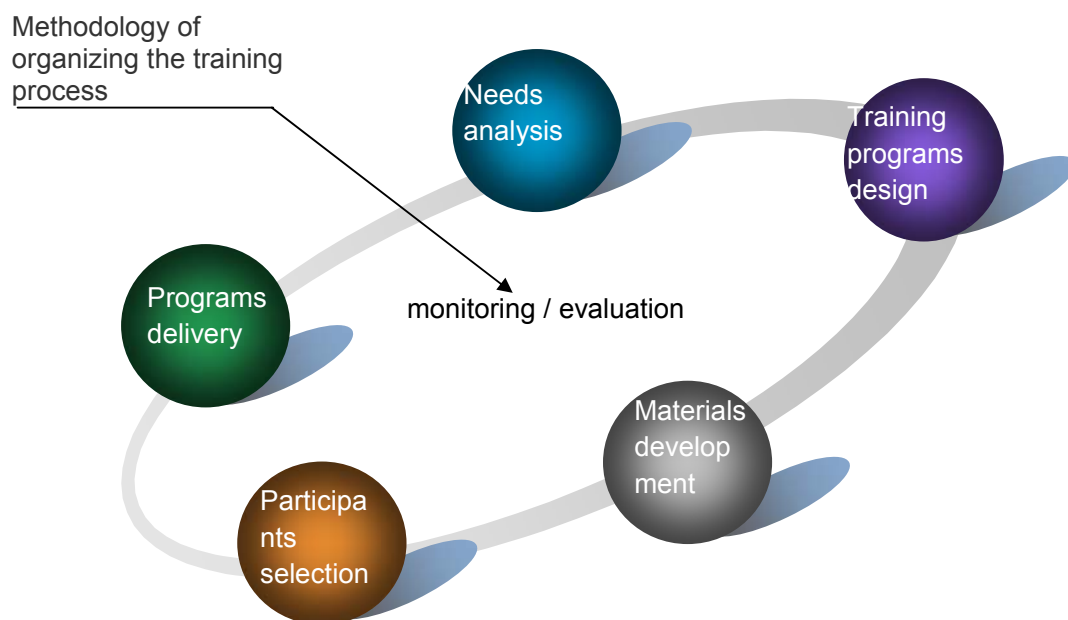 Methodology of
organizing the training
process
Needs
analysis
Training
programs
design
Programs
delivery
monitoring / evaluation
Materials
develop
ment
Participa
nts
selection